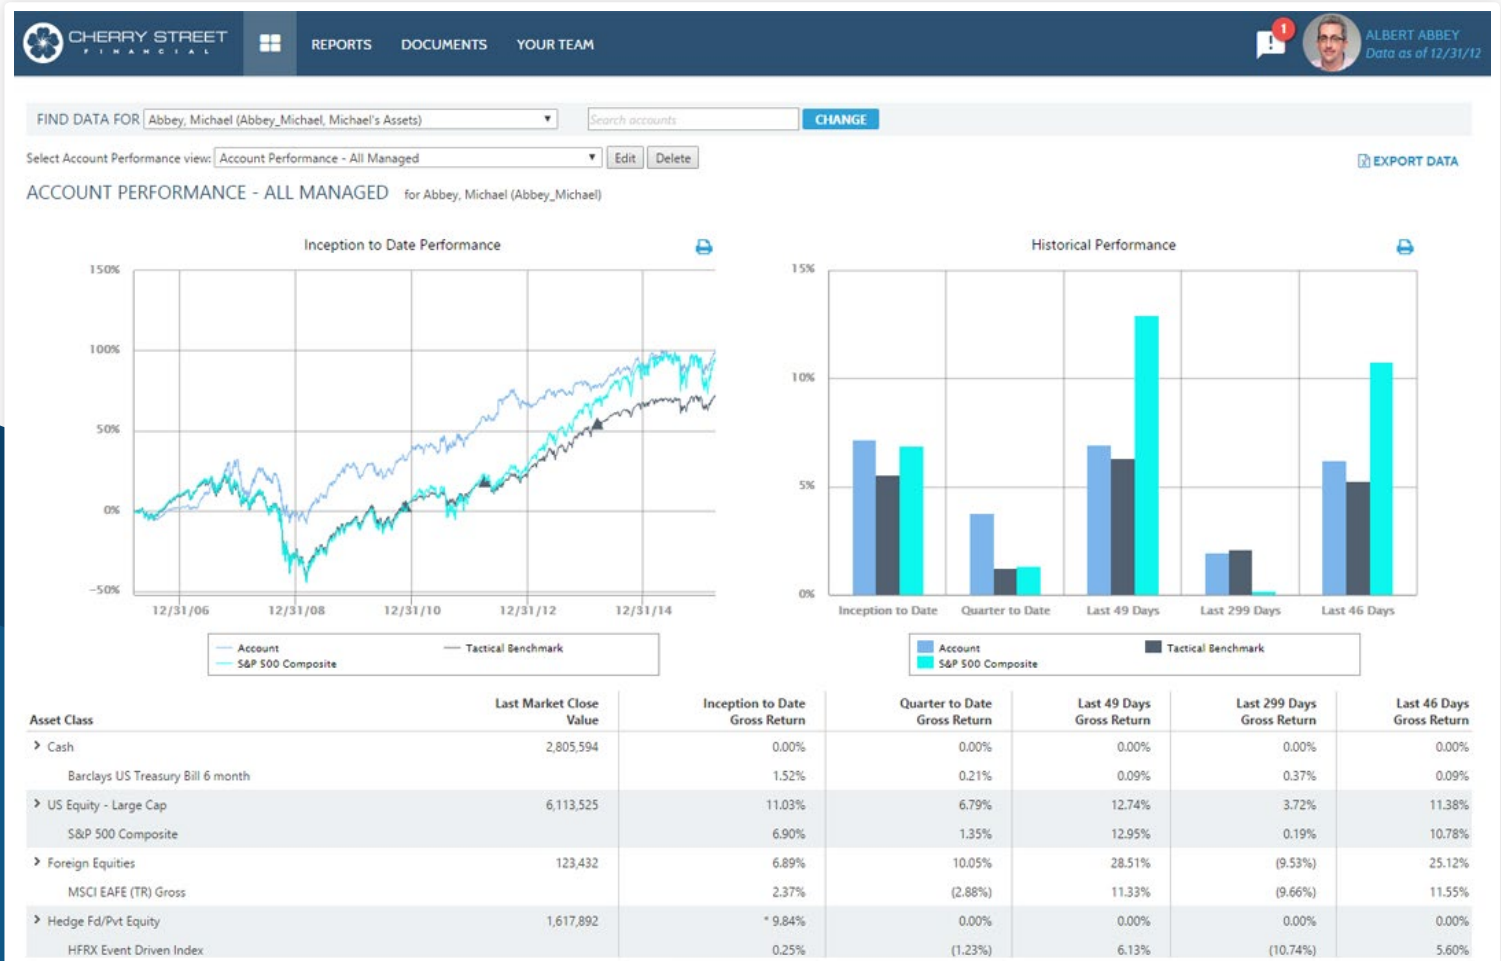 CHERRY STREET
FINANCIAL
REPORTS DOCUMENTS YOUR TEAM
1
!
ALBERT ABBEY
Data as of 12/31/12
FIND DATA FOR Abbey, Michael (Abbey_Michael, Michael's Assets) Search accounts CHANGE
Select Account Performance view: Account Performance - All Managed Edit Delete
EXPORT DATA
ACCOUNT PERFORMANCE - ALL MANAGED for Abbey, Michael (Abbey_Michael)
Inception to Date Performance
150%
100%
50%
0%
-50%
12/31/06 12/31/08 12/31/10 12/31/12 12/31/14
Account Tactical Benchmark
S&P 500 Composite
Historical Performance
15%
10%
5%
0%
Inception to Date Quarter to Date Last 49 Days Last 299 Days Last 46 Days
Account Tactical Benchmark
S&P 500 Composite
Last Market Close Inception to Date Quarter to Date Last 49 Days Last 299 Days Last 46 Days
Asset Class Value Gross Return Gross Return Gross Return Gross Return Gross Return
Cash 2,805,594 0.00% 0.00% 0.00% 0.00% 0.00%
Barclays US Treasury Bill 6 month 1.52% 0.21% 0.09% 0.37% 0.09%
US Equity - Large Cap 6,113,525 11.03% 6.79% 12.74% 3.72% 11.38%
S&P 500 Composite 6.90% 1.35% 12.95% 0.19% 10.78%
Foreign Equities 123,432 6.89% 10.05% 28.51% (9.53%) 25.12%
MSCI EAFE (TR) Gross 2.37% (2.88%) 11.33% (9.66%) 11.55%
Hedge Fd/Pvt Equity 1,617,892 * 9.84% 0.00% 0.00% 0.00% 0.00%
HFRX Event Driven Index 0.25% (1.23%) 6.13% (10.74%) 5.60%